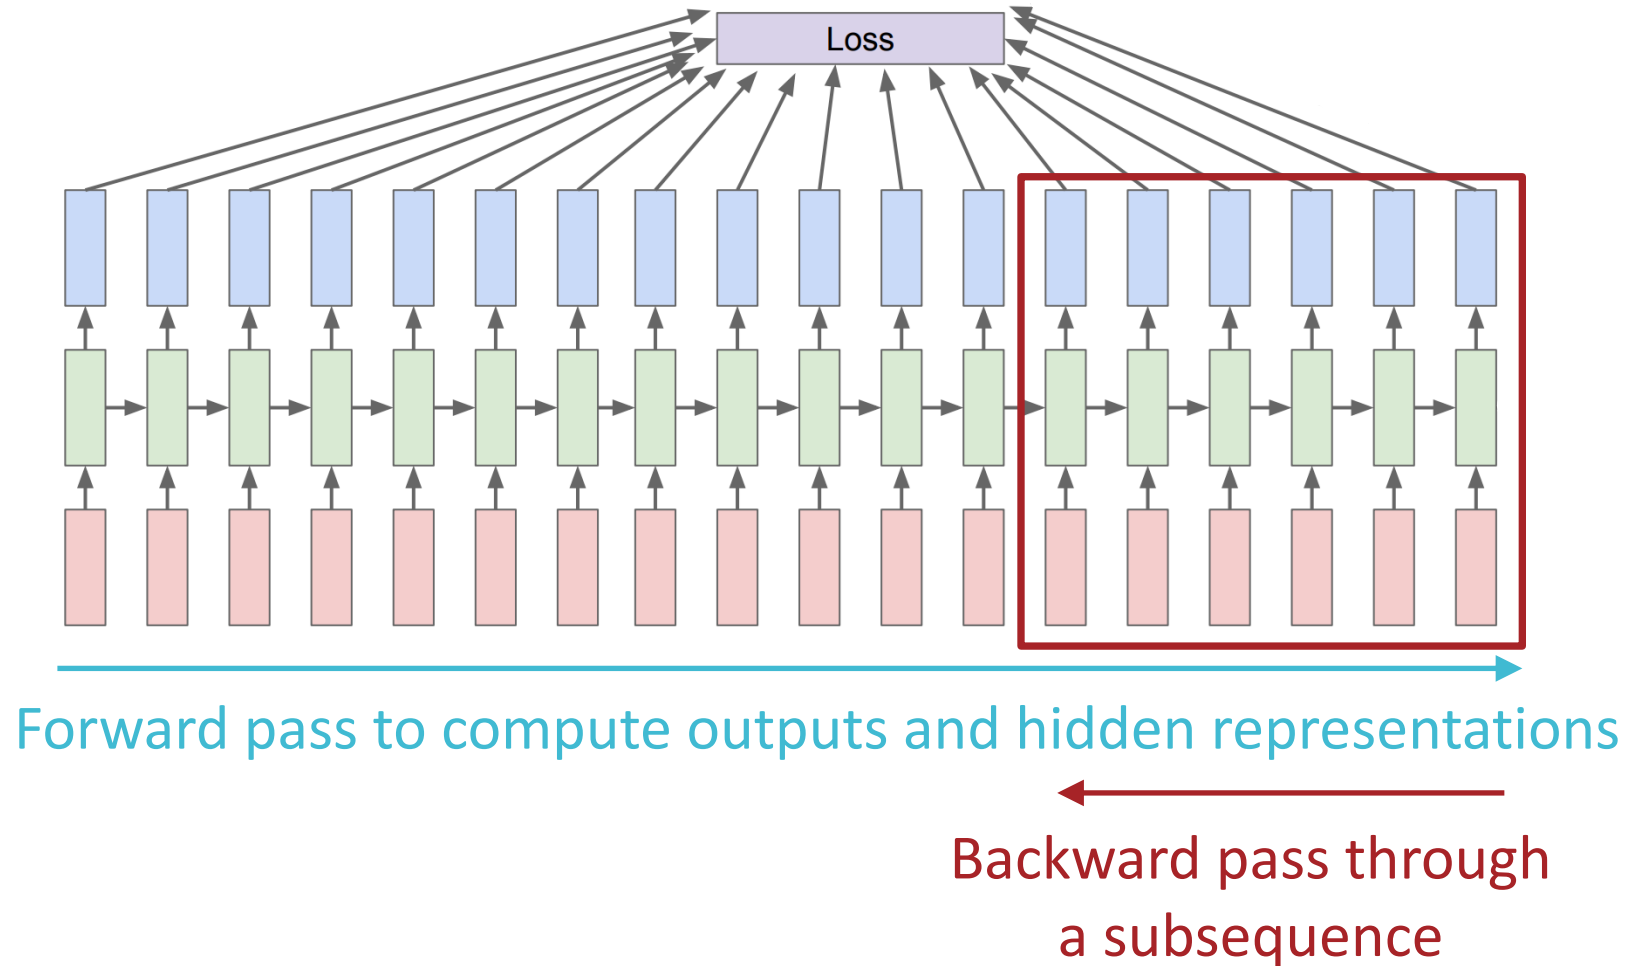 Loss
Forward pass to compute outputs and hidden representations
Backward pass through
a subsequence